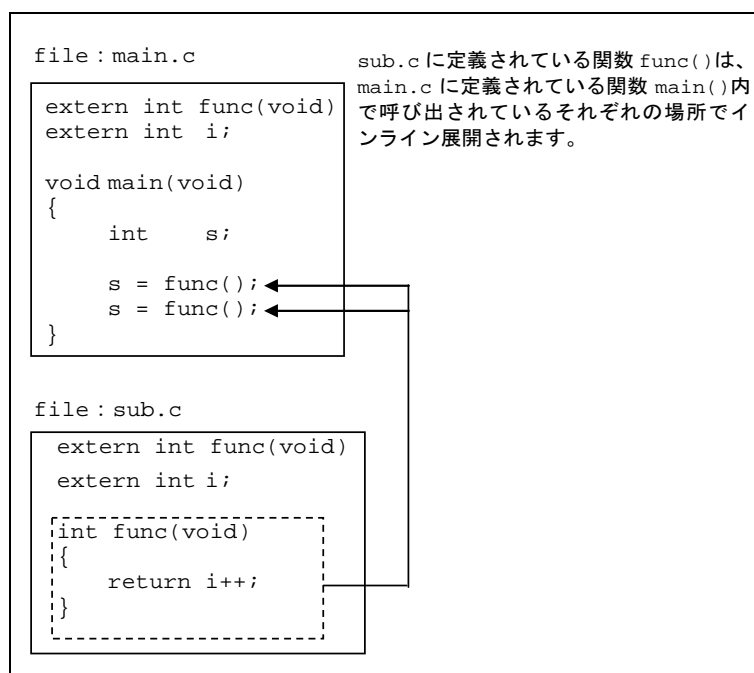 file：main.c
extern int func(void)
extern int i;
void main(void)
{
int s;
s = func();
s = func();
}
sub.c に定義されている関数 func()は、
main.c に定義されている関数 main()内
で呼び出されているそれぞれの場所でイ
ンライン展開されます。
file：sub.c
extern int func(void)
extern int i;
int func(void)
{
return i++;
}